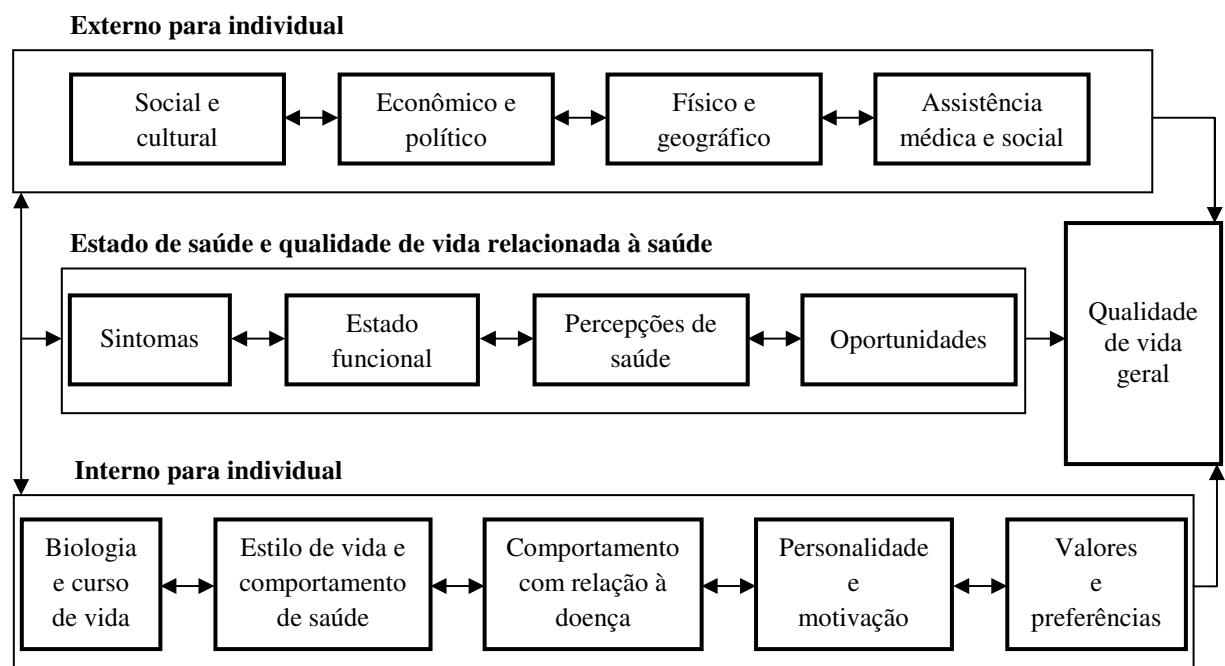 Externo para individual
Social e
cultural
Econômico e
político
Físico e
geográfico
Assistência
médica e social
Estado de saúde e qualidade de vida relacionada à saúde
Sintomas
Estado
funcional
Percepções de
saúde
Oportunidades
Qualidade
de vida
geral
Interno para individual
Biologia
e curso
de vida
Estilo de vida e
comportamento
de saúde
Comportamento
com relação à
doença
Personalidade
e
motivação
Valores
e
preferências